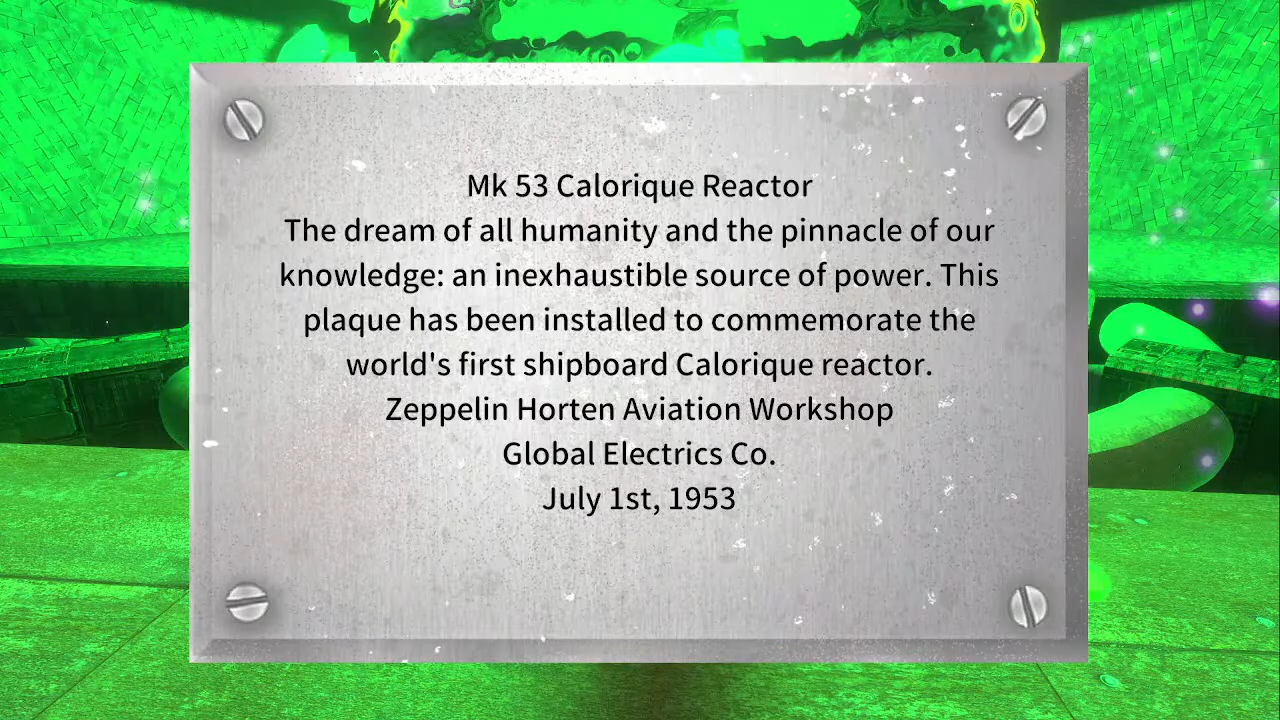 Mk 53 Calorique Reactor
The dream of all humanity and the pinnacle of our
knowledge: an inexhaustible source of power. This
plaque has been installed to commemorate the
world's first shipboard Calorique reactor.
Zeppelin Horten Aviation Workshop
Global Electrics Co.
July 1st, 1953